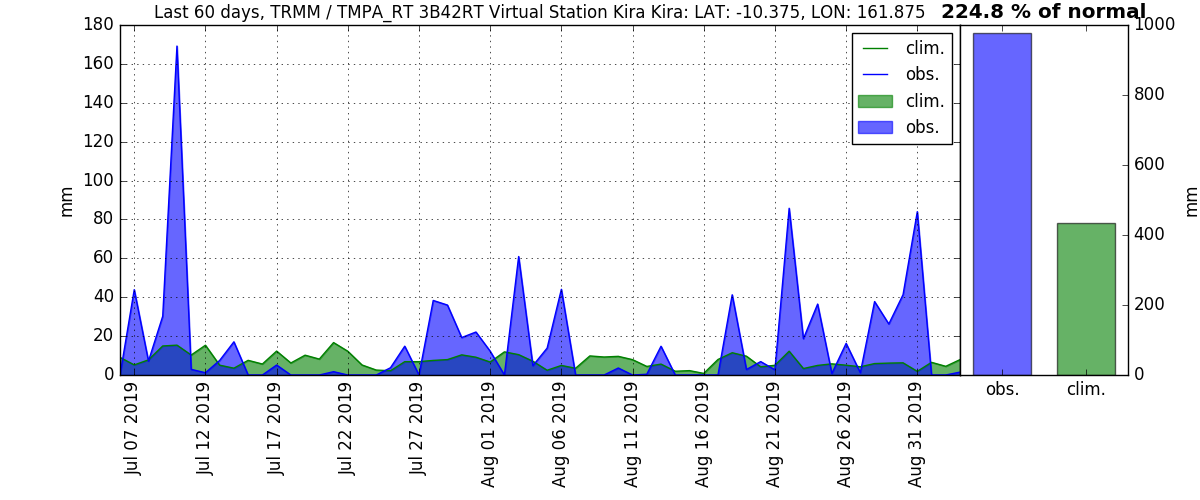 Last 60 days, TRMM / TMPA_RT 3B42RT Virtual Station Kira Kira: LAT: -10.375, LON: 161.875
224.8 % of normal
180
160
140
120
100
80
60
40
20
0
mm
clim.
obs.
clim.
obs.
Jul 07 2019
Jul 12 2019
Jul 17 2019
Jul 22 2019
Jul 27 2019
Aug 01 2019
Aug 06 2019
Aug 11 2019
Aug 16 2019
Aug 21 2019
Aug 26 2019
Aug 31 2019
1000
800
600
400
200
0
mm
obs.
clim.